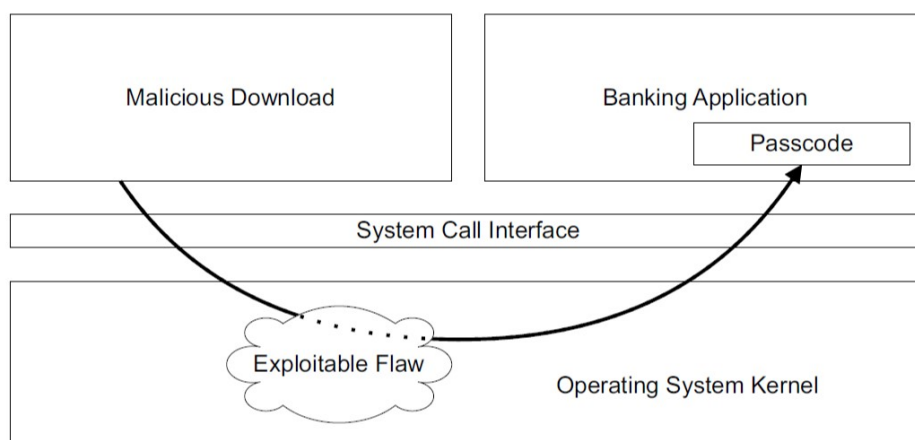 Malicious Download
Banking Application
Passcode
System Call Interface
Exploitable Flaw
Operating System Kernel